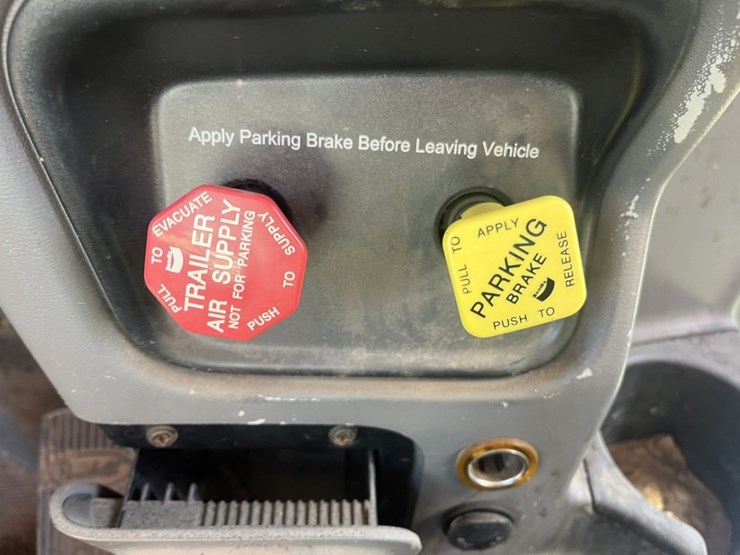 Apply Parking Brake Before Leaving Vehicle
PULL TO EVACUATE
TRAILER
AIR SUPPLY
NOT FOR PARKING
PUSH TO SUPPLY
PULL TO APPLY
PARKING
BRAKE
PUSH TO RELEASE